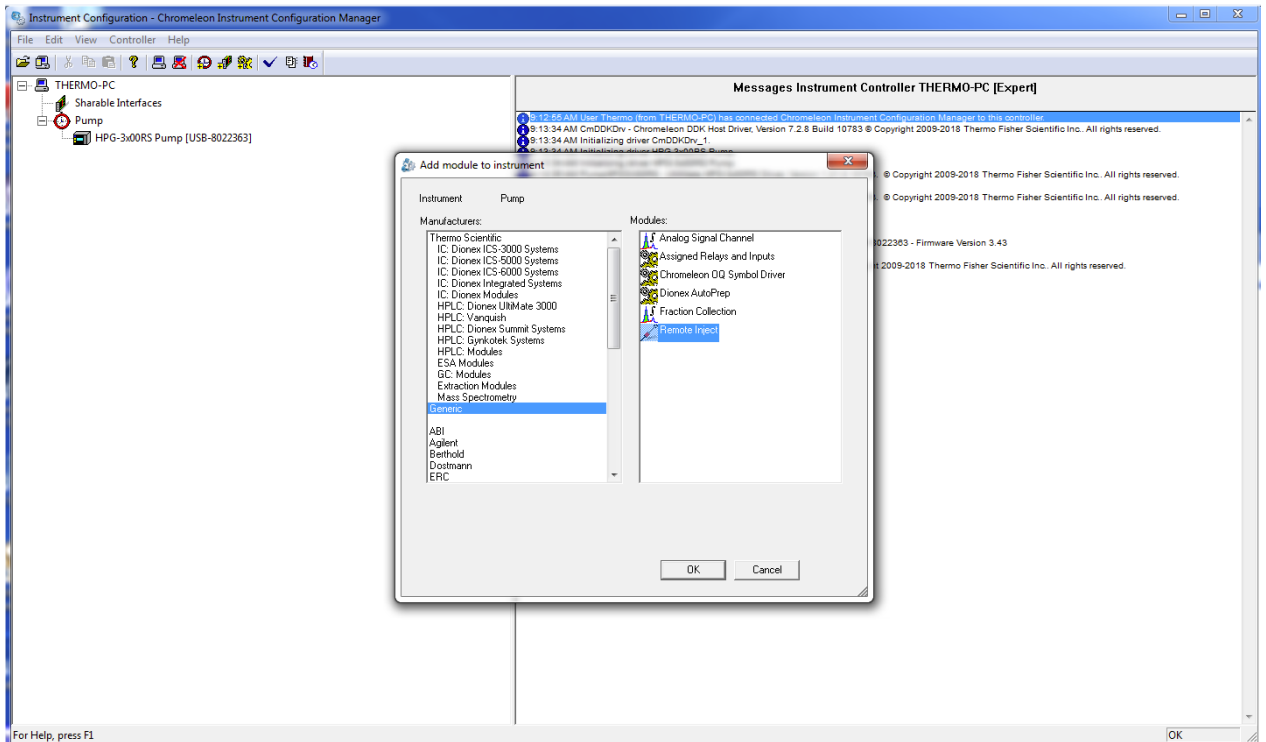 Instrument Configuration - Chromeleon Instrument Configuration Manager
File Edit View Controller Help
THERMO-PC
Sharable Interfaces
Pump
HPG-3x00RS Pump [USB-8022363]
Messages Instrument Controller THERMO-PC [Expert]
9:12:55 AM User Thermo (from THERMO-PC) has connected Chromeleon Instrument Configuration Manager to this controller.
9:13:34 AM CmDDKDrv - Chromeleon DDK Host Driver, Version 7.2.8 Build 10783 © Copyright 2009-2018 Thermo Fisher Scientific Inc.. All rights reserved.
9:13:34 AM Initializing driver CmDDKDrv_1.
9:13:34 AM Initializing driver HPG-3x00RS Pump
© Copyright 2009-2018 Thermo Fisher Scientific Inc.. All rights reserved.
© Copyright 2009-2018 Thermo Fisher Scientific Inc.. All rights reserved.
8022363 - Firmware Version 3.43
2009-2018 Thermo Fisher Scientific Inc.. All rights reserved.
Add module to instrument
Instrument Pump
Manufacturers:
Thermo Scientific
IC: Dionex ICS-3000 Systems
IC: Dionex ICS-5000 Systems
IC: Dionex ICS-6000 Systems
IC: Dionex Integrated Systems
IC: Dionex Modules
HPLC: Dionex UltiMate 3000
HPLC: Vanquish
HPLC: Dionex Summit Systems
HPLC: Gynkotek Systems
HPLC: Modules
ESA Modules
GC: Modules
Extraction Modules
Mass Spectrometry
Generic
ABI
Agilent
Berthold
Dostmann
ERC
Modules:
Analog Signal Channel
Assigned Relays and Inputs
Chromeleon OQ Symbol Driver
Dionex AutoPrep
Fraction Collection
Remote Inject
OK Cancel
For Help, press F1
OK